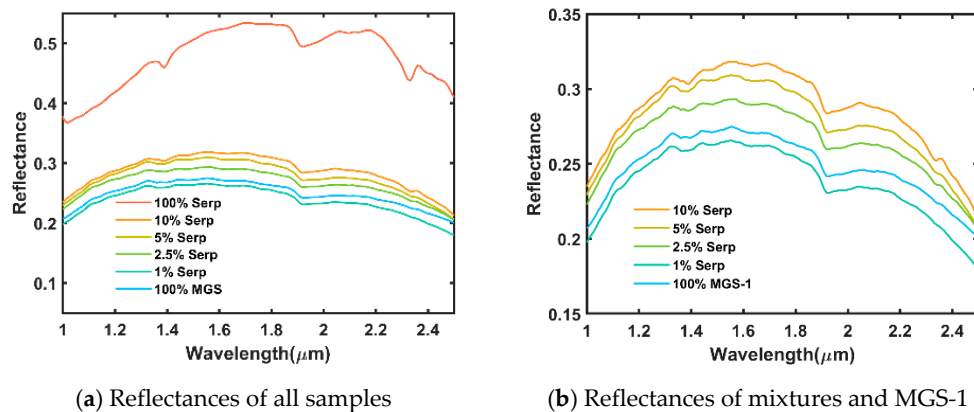 Reflectance
0.5
0.4
0.3
0.2
0.1
100% Serp
10% Serp
5% Serp
2.5% Serp
1% Serp
100% MGS
1 1.2 1.4 1.6 1.8 2 2.2 2.4
Wavelength(μm)
(a) Reflectances of all samples
Reflectance
0.35
0.3
0.25
0.2
0.15
10% Serp
5% Serp
2.5% Serp
1% Serp
100% MGS-1
1 1.2 1.4 1.6 1.8 2 2.2 2.4
Wavelength(μm)
(b) Reflectances of mixtures and MGS-1